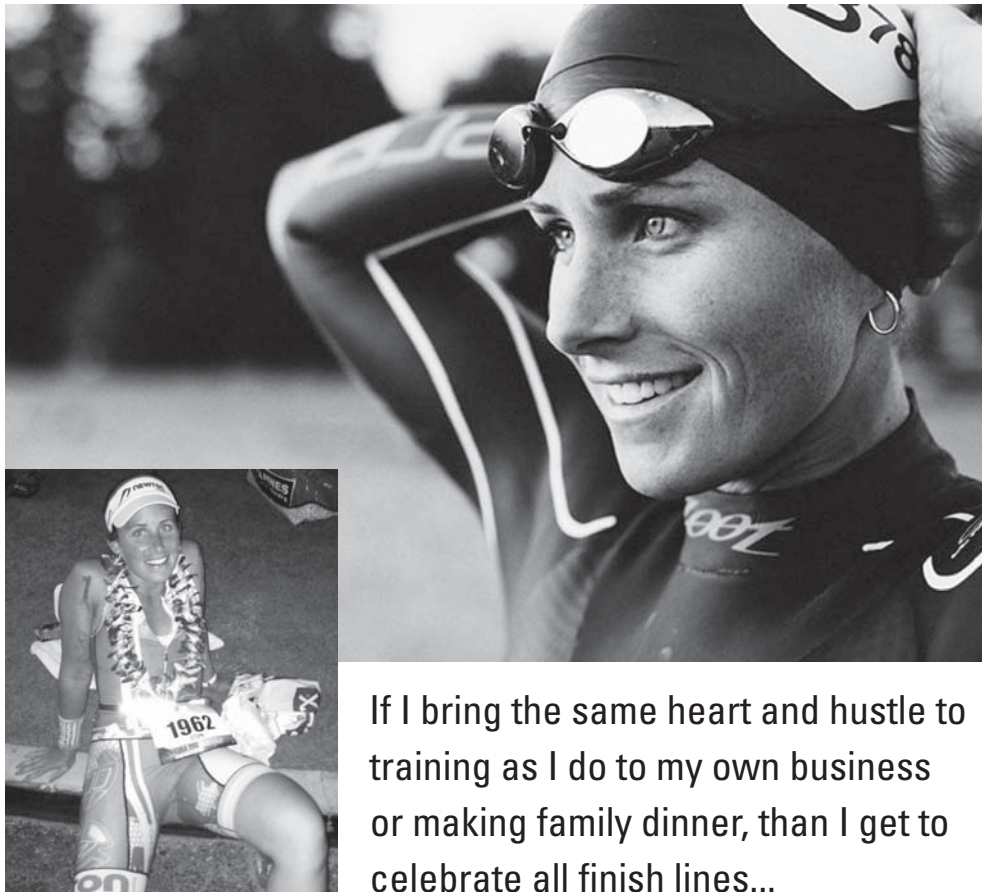 578
ZOOT
NEWTON
1962
If I bring the same heart and hustle to
training as I do to my own business
or making family dinner, than I get to
celebrate all finish lines...